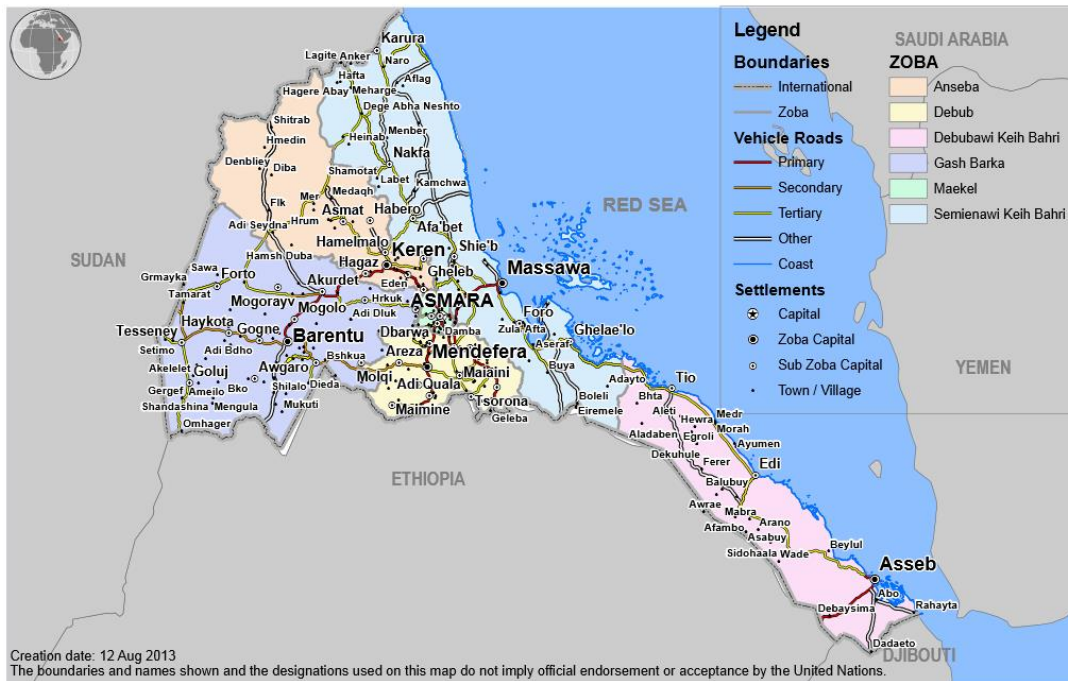 Legend
Boundaries
International
Zoba
Vehicle Roads
Primary
Secondary
Tertiary
Other
Coast
Settlements
Capital
Zoba Capital
Sub Zoba Capital
Town / Village
SAUDI ARABIA
ZOBA
Anseba
Debub
Debubawi Keih Bahri
Gash Barka
Maekel
Semienawi Keih Bahri
YEMEN
RED SEA
SUDAN
ETHIOPIA
DJIBOUTI
Karura
Lagite Anker
Naro
Hafta
Aflag
Hagere Abay
Meharge
Dege Abha Neshto
Shitrab
Menber
Heinab
Hmedin
Nakfa
Denbliey
Diba
Shamotat
Labet
Kamchwa
Medaqh
Flk
Mer
Asmat
Habero
Adi Seydna
Hrum
Afa'bet
Hamelmalo
Shie'b
Keren
Hamsh Duba
Hagaz
Gheleb
Massawa
Sawa
Forto
Grmayka
Akurdet
Eden
Tamarat
Mogorayv
Hrkuk
ASMARA
Foro
Mogolo
Adi Dluk
Ghelae'lo
Haykota
Gogne
Dbarwa
Damba
Zula
Afta
Tesseney
Barentu
Aseraf
Setimo
Adi Bdho
Bshkua
Areza
Mendefera
Buya
Akelelet
Goluj
Awgaro
Molqi
Maiaini
Adayto
Tio
Gergef
Ameilo
Bko
Shilalo
Dieda
Adi Quala
Tsorona
Boleli
Bhta
Shandashina
Mengula
Mukuti
Maimine
Geleba
Eiremele
Aleti
Hewra
Medr
Morah
Omhager
Aladaben
Egroli
Ayumen
Dekuhule
Ferer
Edi
Balubuy
Awrae
Mabra
Arano
Afambo
Asabuy
Beylul
Sidohaala
Wade
Asseb
Abo
Debaysima
Rahayta
Dadaeto
Creation date: 12 Aug 2013
The boundaries and names shown and the designations used on this map do not imply official endorsement or acceptance by the United Nations.